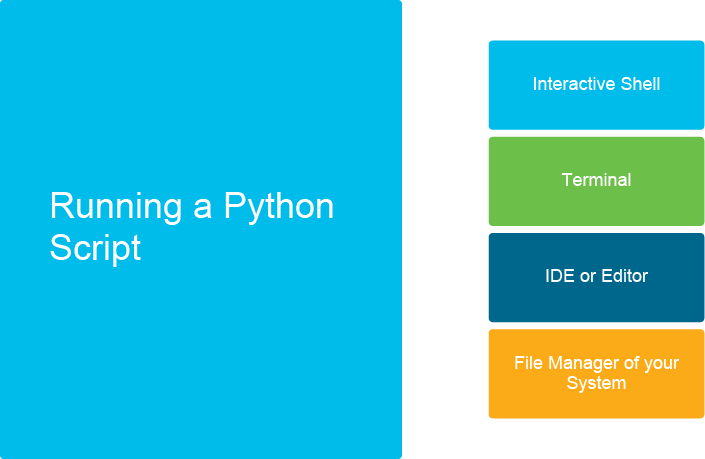 Running a Python
Script
Interactive Shell
Terminal
IDE or Editor
File Manager of your
System